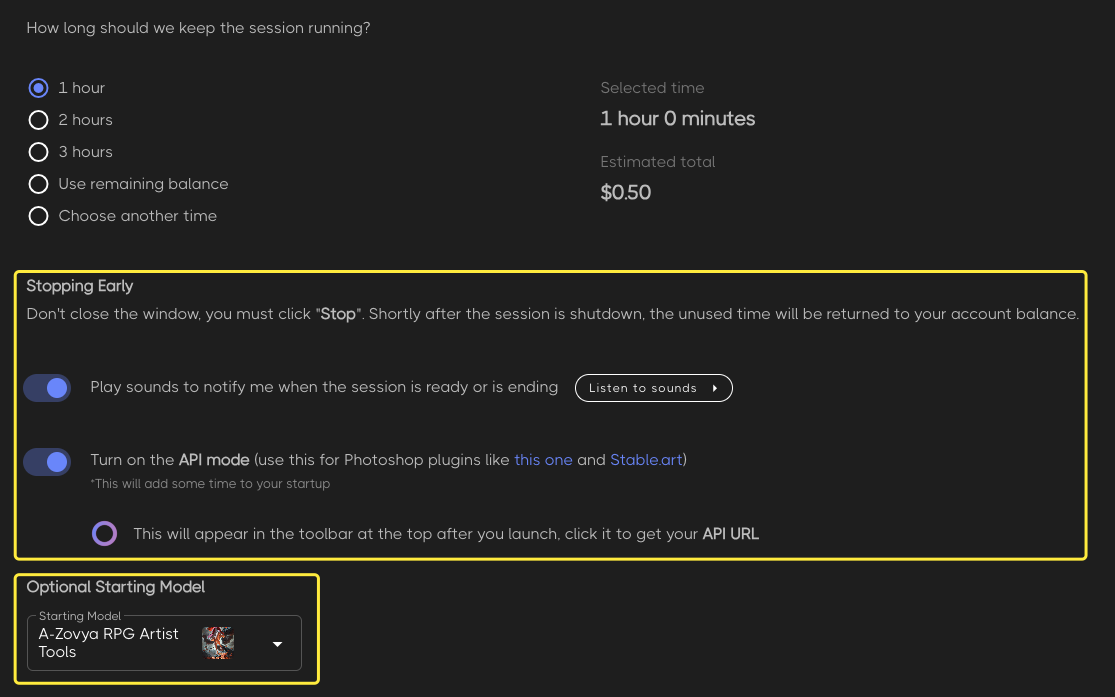 How long should we keep the session running?
1 hour
2 hours
3 hours
Use remaining balance
Choose another time
Selected time
1 hour 0 minutes
Estimated total
$0.50
Stopping Early
Don't close the window, you must click "Stop". Shortly after the session is shutdown, the unused time will be returned to your account balance.
Play sounds to notify me when the session is ready or is ending
Listen to sounds
Turn on the API mode (use this for Photoshop plugins like this one and Stable.art)
*This will add some time to your startup
This will appear in the toolbar at the top after you launch, click it to get your API URL
Optional Starting Model
Starting Model
A-Zovya RPG Artist
Tools